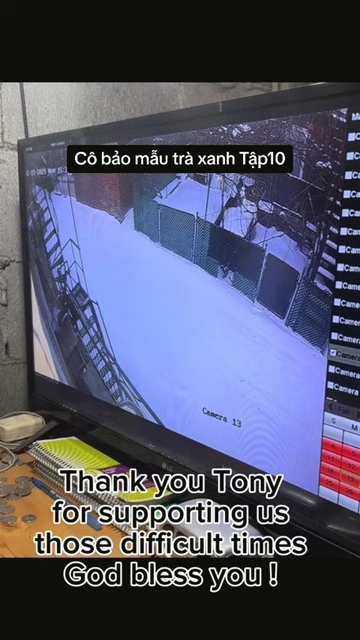 Cô bảo mẫu trà xanh Tập10
Camera 13
LG
Thank you Tony
for supporting us
those difficult times
God bless you !